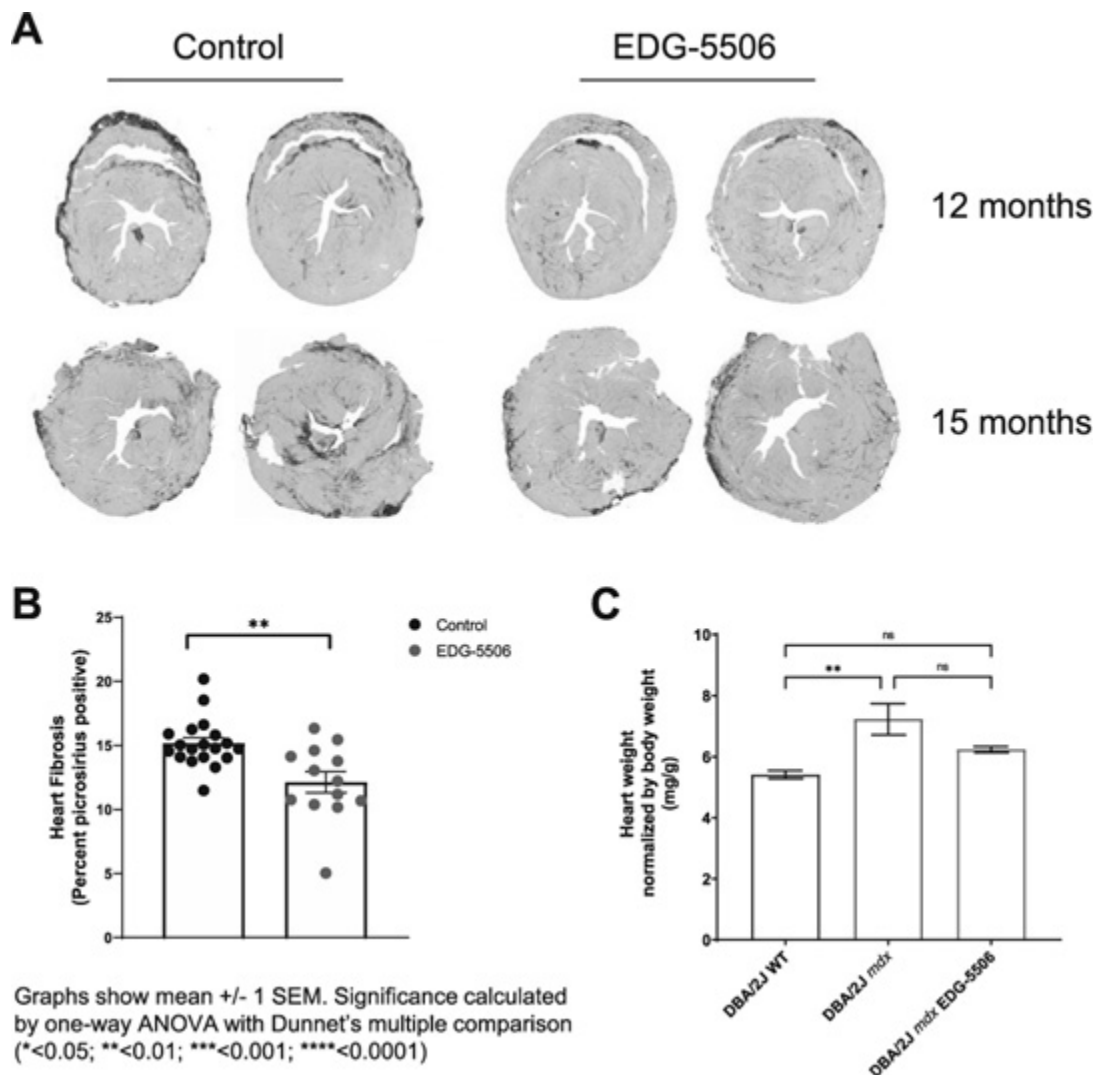 A
Control
EDG-5506
12 months
15 months
B
25
20
15
10
5
0
Heart Fibrosis
(Percent picrosirius positive)
**
Control
EDG-5506
C
10
8
6
4
2
0
Heart weight
normalized by body weight
(mg/g)
ns
**
ns
DBA/2J WT
DBA/2J mdx
DBA/2J mdx EDG-5506
Graphs show mean +/- 1 SEM. Significance calculated
by one-way ANOVA with Dunnet's multiple comparison
(*<0.05; **<0.01; ***<0.001; ****<0.0001)